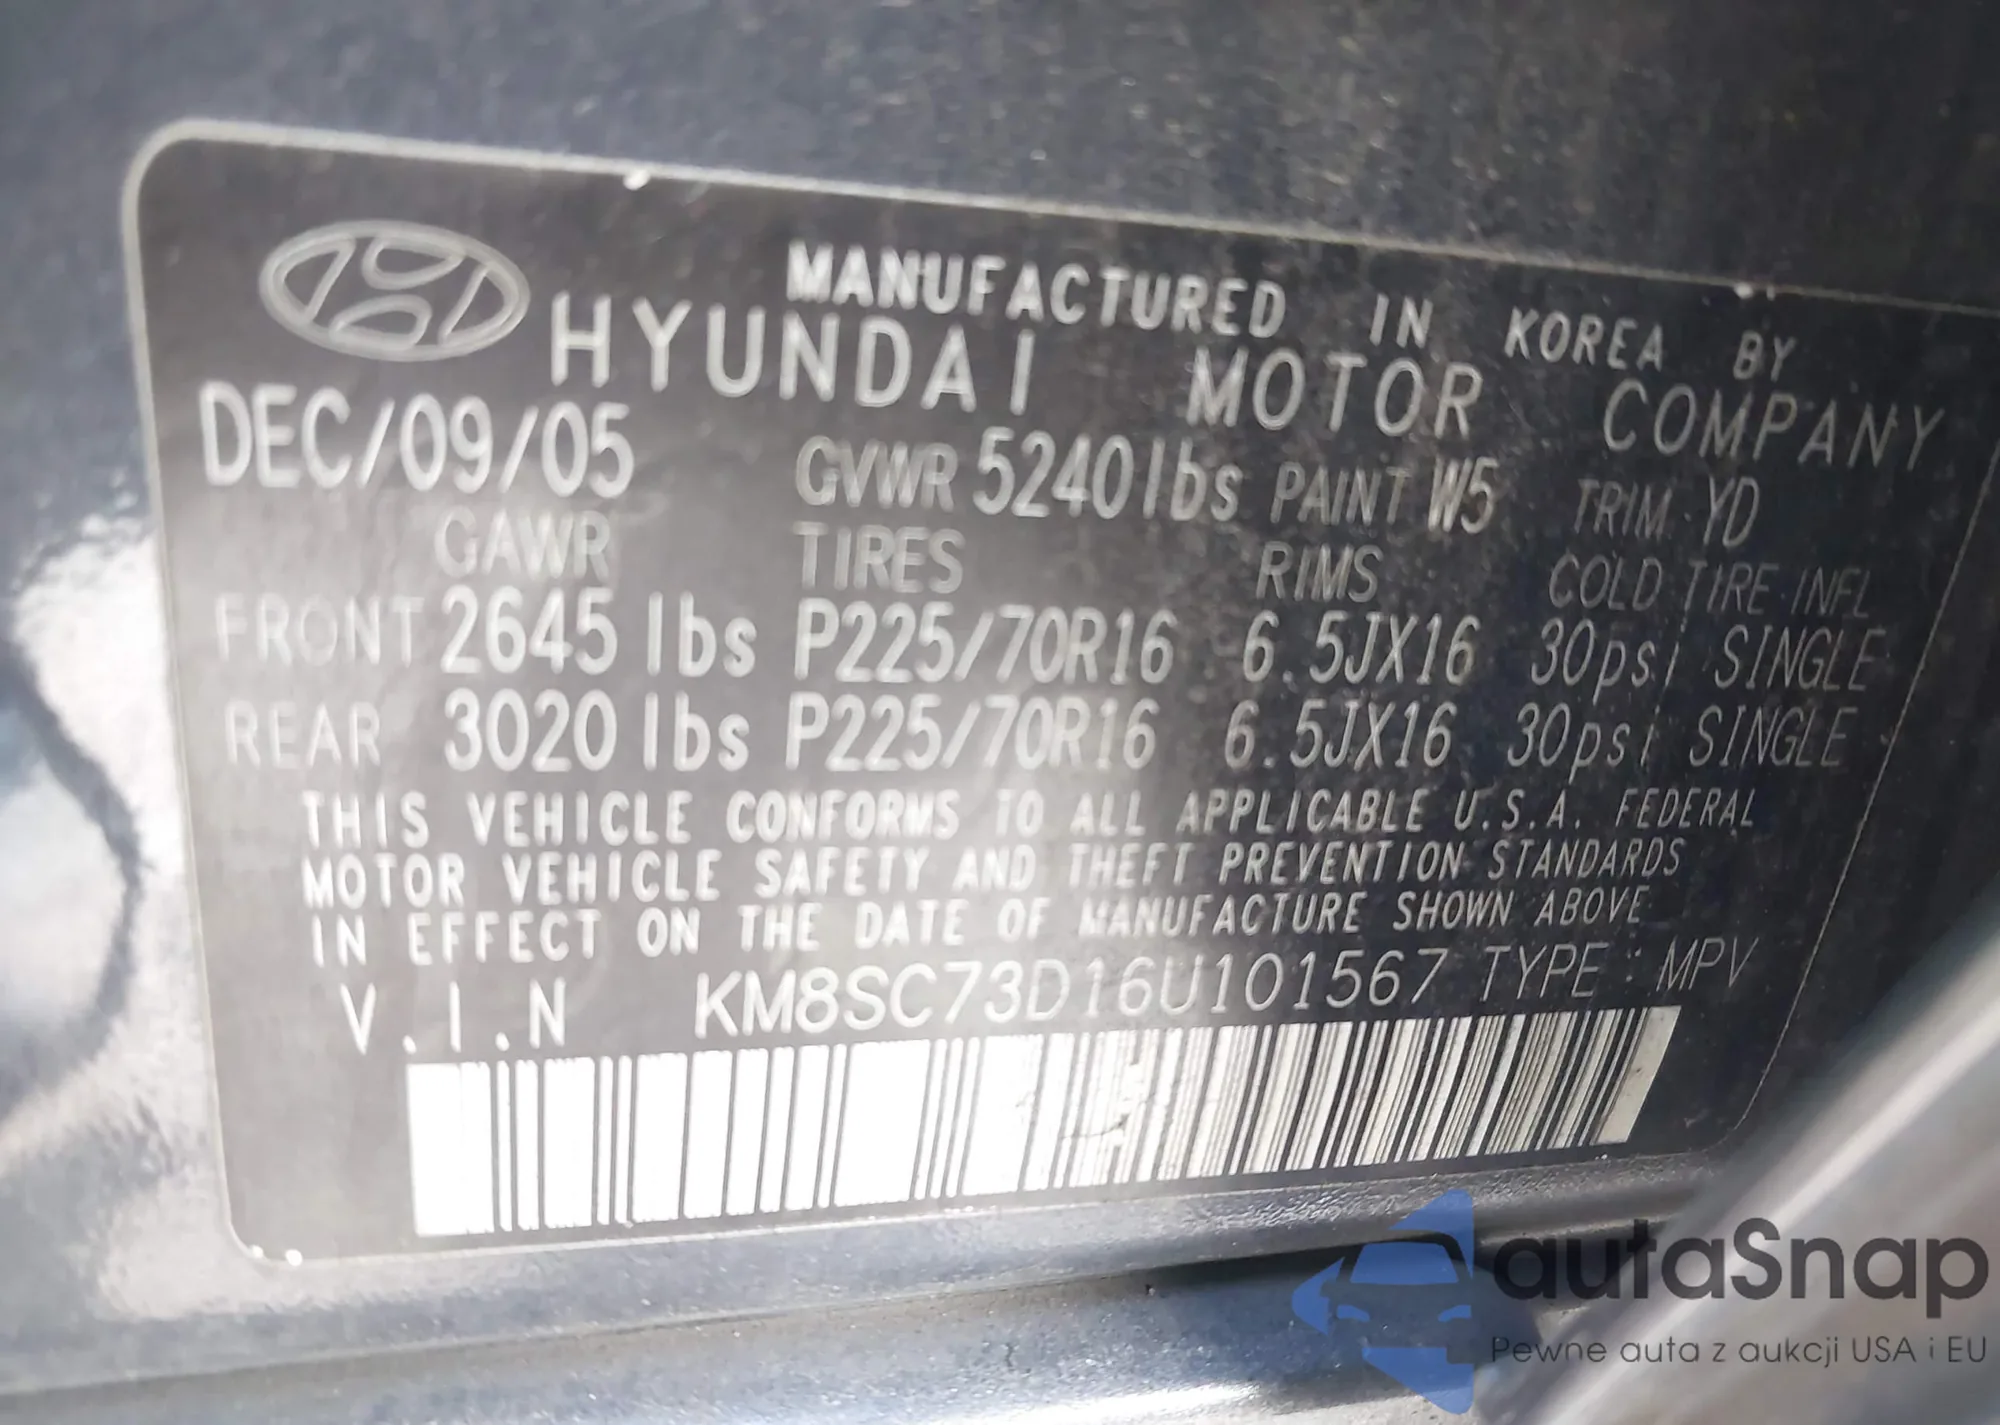 MANUFACTURED IN KOREA BY
HYUNDAI MOTOR COMPANY
DEC/09/05 GVWR 5240lbs PAINT W5 TRIM YD
GAWR TIRES RIMS COLD TIRE INFL
FRONT 2645 lbs P225/70R16 6.5JX16 30psi SINGLE
REAR 3020 lbs P225/70R16 6.5JX16 30psi SINGLE
THIS VEHICLE CONFORMS TO ALL APPLICABLE U.S.A. FEDERAL
MOTOR VEHICLE SAFETY AND THEFT PREVENTION STANDARDS
IN EFFECT ON THE DATE OF MANUFACTURE SHOWN ABOVE
V.I.N KM8SC73D16U101567 TYPE : MPV
autaSnap
Pewne auta z aukcji USA i EU